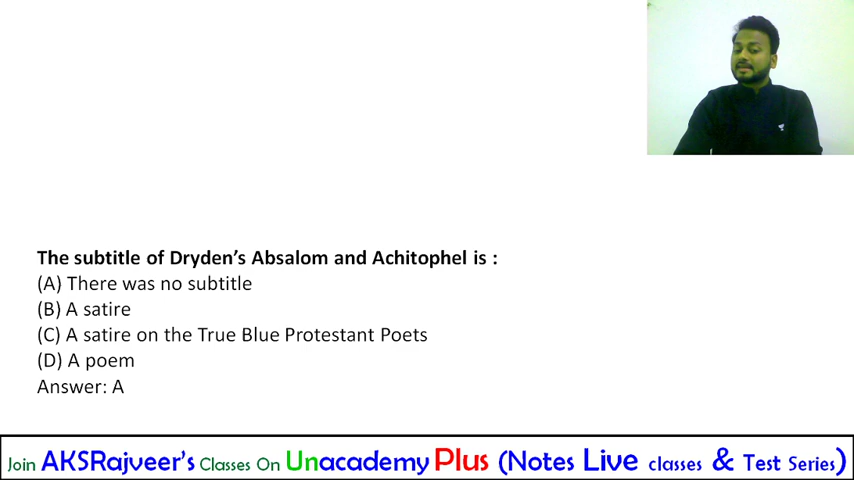 The subtitle of Dryden’s Absalom and Achitophel is :
(A) There was no subtitle
(B) A satire
(C) A satire on the True Blue Protestant Poets
(D) A poem
Answer: A
Join AKSRajveer’s Classes On Unacademy Plus (Notes Live classes & Test Series)